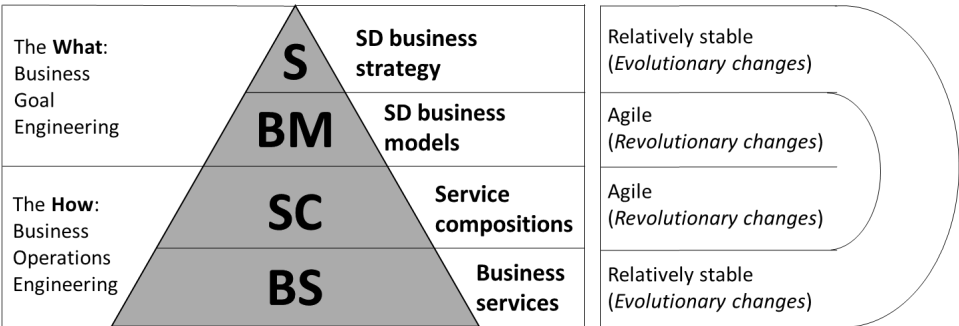 The What:
Business
Goal
Engineering
S
SD business
strategy
Relatively stable
(Evolutionary changes)
BM
SD business
models
Agile
(Revolutionary changes)
The How:
Business
Operations
Engineering
SC
Service
compositions
Agile
(Revolutionary changes)
BS
Business
services
Relatively stable
(Evolutionary changes)